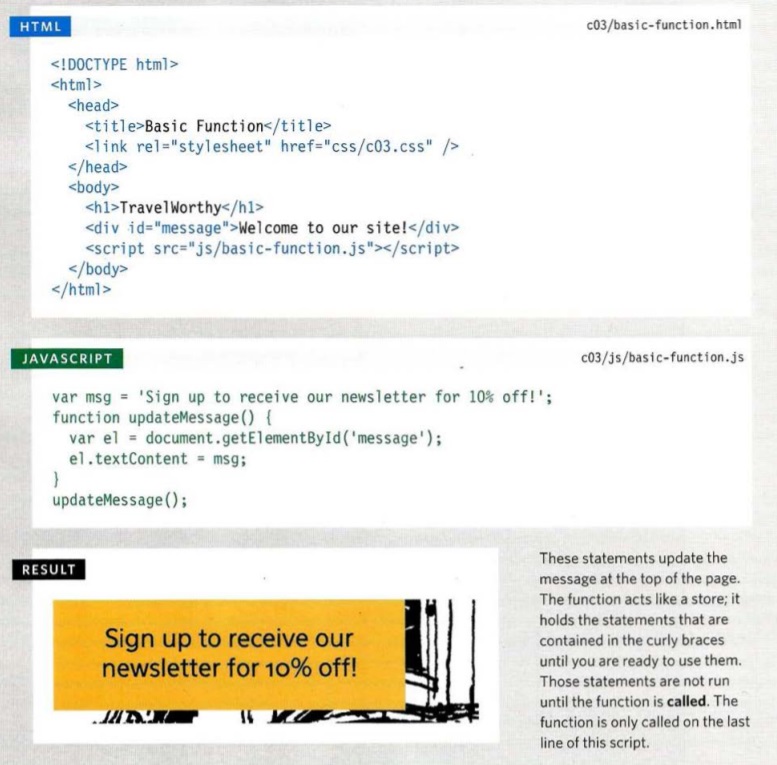 HTML
c03/basic-function.html
<!DOCTYPE html>
<html>
<head>
<title>Basic Function</title>
<link rel="stylesheet" href="css/c03.css" />
</head>
<body>
<h1>TravelWorthy</h1>
<div id="message">Welcome to our site!</div>
<script src="js/basic-function.js"></script>
</body>
</html>
JAVASCRIPT
c03/js/basic-function.js
var msg = 'Sign up to receive our newsletter for 10% off!';
function updateMessage() {
var el = document.getElementById('message');
el.textContent = msg;
}
updateMessage();
RESULT
Sign up to receive our
newsletter for 10% off!
These statements update the
message at the top of the page.
The function acts like a store; it
holds the statements that are
contained in the curly braces
until you are ready to use them.
Those statements are not run
until the function is called. The
function is only called on the last
line of this script.